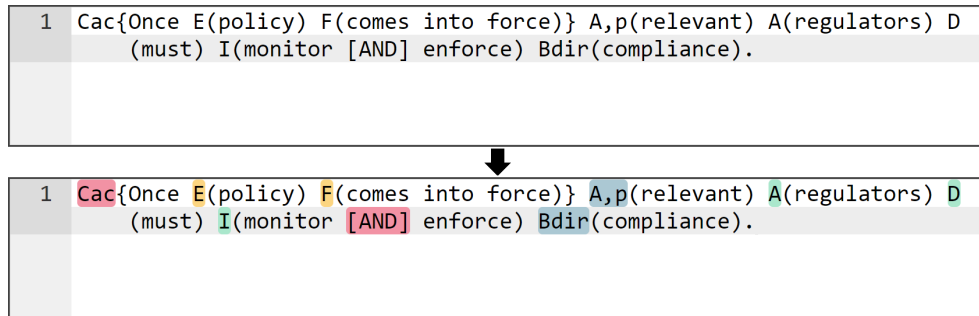 1 Cac{Once E(policy) F(comes into force)} A,p(relevant) A(regulators) D
(must) I(monitor [AND] enforce) Bdir(compliance).
1 Cac{Once E(policy) F(comes into force)} A,p(relevant) A(regulators) D
(must) I(monitor [AND] enforce) Bdir(compliance).